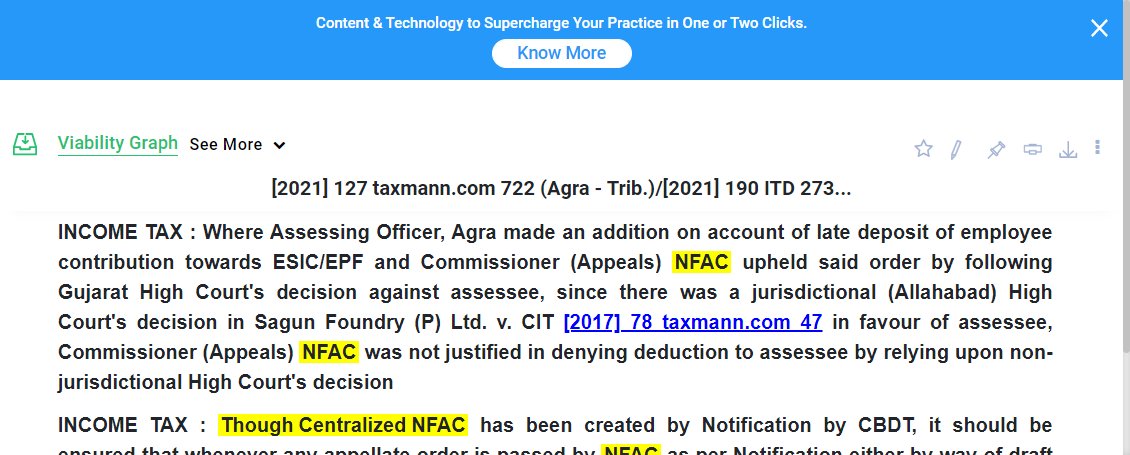 Content & Technology to Supercharge Your Practice in One or Two Clicks.
Know More
Viability Graph See More
[2021] 127 taxmann.com 722 (Agra - Trib.)/[2021] 190 ITD 273...
INCOME TAX : Where Assessing Officer, Agra made an addition on account of late deposit of employee
contribution towards ESIC/EPF and Commissioner (Appeals) NFAC upheld said order by following
Gujarat High Court's decision against assessee, since there was a jurisdictional (Allahabad) High
Court's decision in Sagun Foundry (P) Ltd. v. CIT [2017] 78 taxmann.com 47 in favour of assessee,
Commissioner (Appeals) NFAC was not justified in denying deduction to assessee by relying upon non-
jurisdictional High Court's decision
INCOME TAX : Though Centralized NFAC has been created by Notification by CBDT, it should be
ensured that whenever any appellate order is passed by NFAC as per Notification either by way of draft